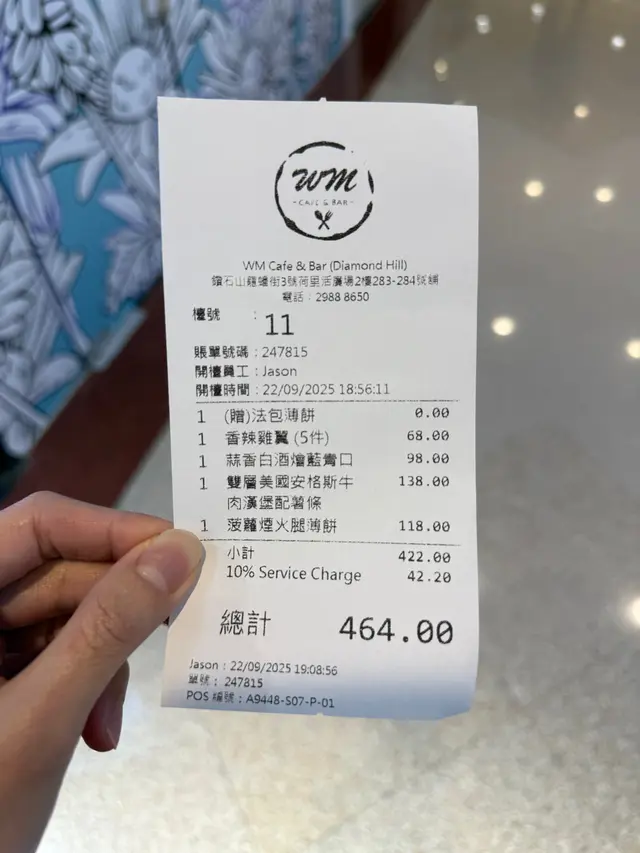 WM
- CAFE & BAR -
WM Cafe & Bar (Diamond Hill)
鑽石山龍蟠街3號荷里活廣場2樓283-284號舖
電話：2988 8650
檯號 : 11
賬單號碼 : 247815
開檯員工 : Jason
開檯時間 : 22/09/2025 18:56:11
1 (贈)法包薄餅 0.00
1 香辣雞翼 (5件) 68.00
1 蒜香白酒燴藍青口 98.00
1 雙層美國安格斯牛 138.00
肉漢堡配薯條
1 菠蘿煙火腿薄餅 118.00
小計 422.00
10% Service Charge 42.20
總計 464.00
Jason : 22/09/2025 19:08:56
單號 : 247815
POS 編號 : A9448-S07-P-01